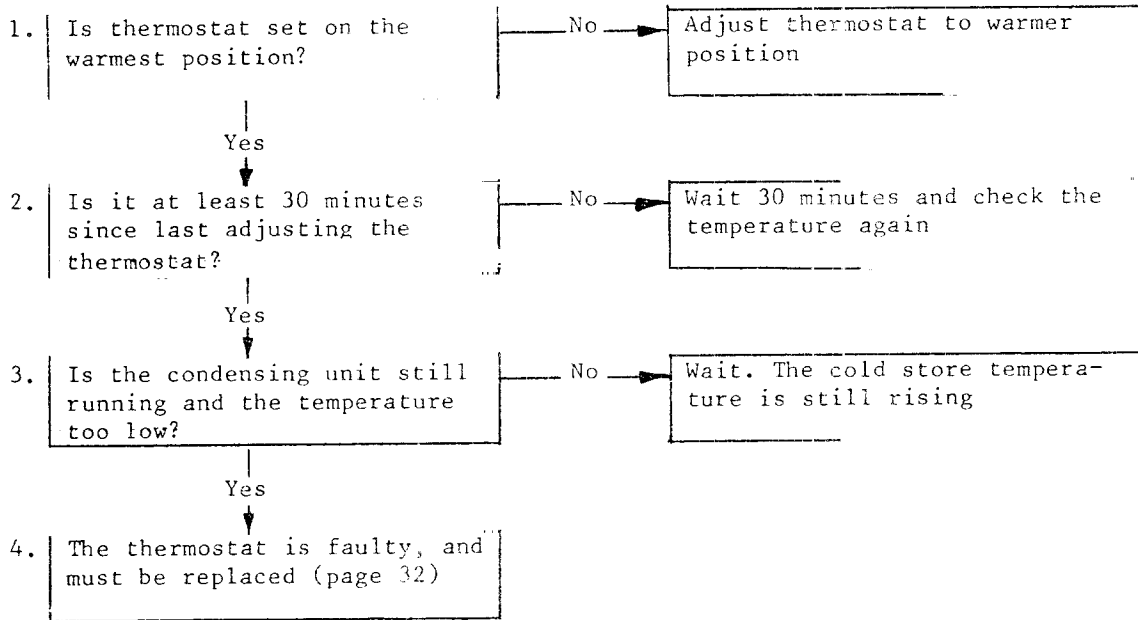 1. Is thermostat set on the
warmest position?
No
Adjust thermostat to warmer
position
Yes
2. Is it at least 30 minutes
since last adjusting the
thermostat?
No
Wait 30 minutes and check the
temperature again
Yes
3. Is the condensing unit still
running and the temperature
too low?
No
Wait. The cold store tempera-
ture is still rising
Yes
4. The thermostat is faulty, and
must be replaced (page 32)